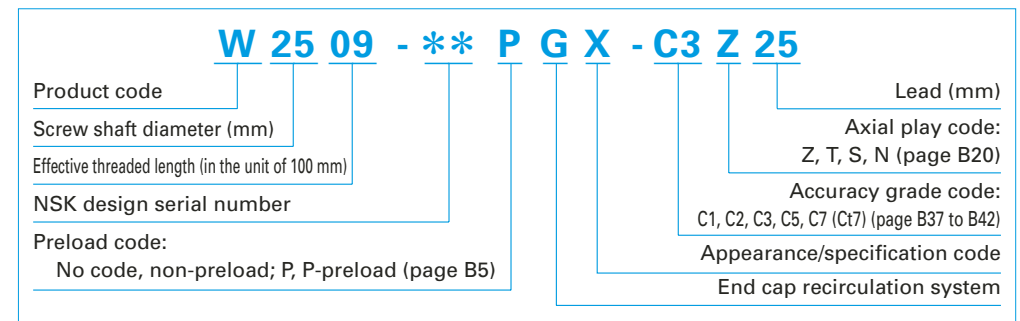 W 25 09 - ** P G X - C3 Z 25
Product code
Lead (mm)
Screw shaft diameter (mm)
Axial play code:
Z, T, S, N (page B20)
Effective threaded length (in the unit of 100 mm)
Accuracy grade code:
C1, C2, C3, C5, C7 (Ct7) (page B37 to B42)
NSK design serial number
Preload code:
No code, non-preload; P, P-preload (page B5)
Appearance/specification code
End cap recirculation system